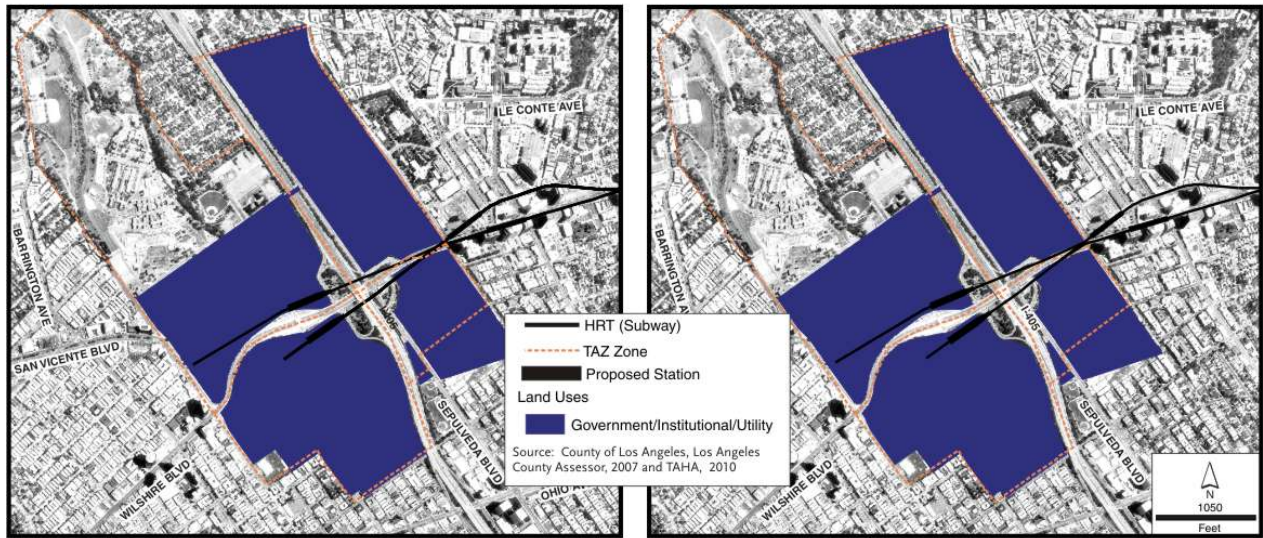 LE CONTE AVE
BARRINGTON AVE
SAN VICENTE BLVD
WILSHIRE BLVD
SEPULVEDA BLVD
HRT (Subway)
TAZ Zone
Proposed Station
Land Uses
Government/Institutional/Utility
Source: County of Los Angeles, Los Angeles
County Assessor, 2007 and TAHA, 2010
LE CONTE AVE
BARRINGTON AVE
I-405
SEPULVEDA BLVD
WILSHIRE BLVD
OHIO AVE
N
1050
Feet